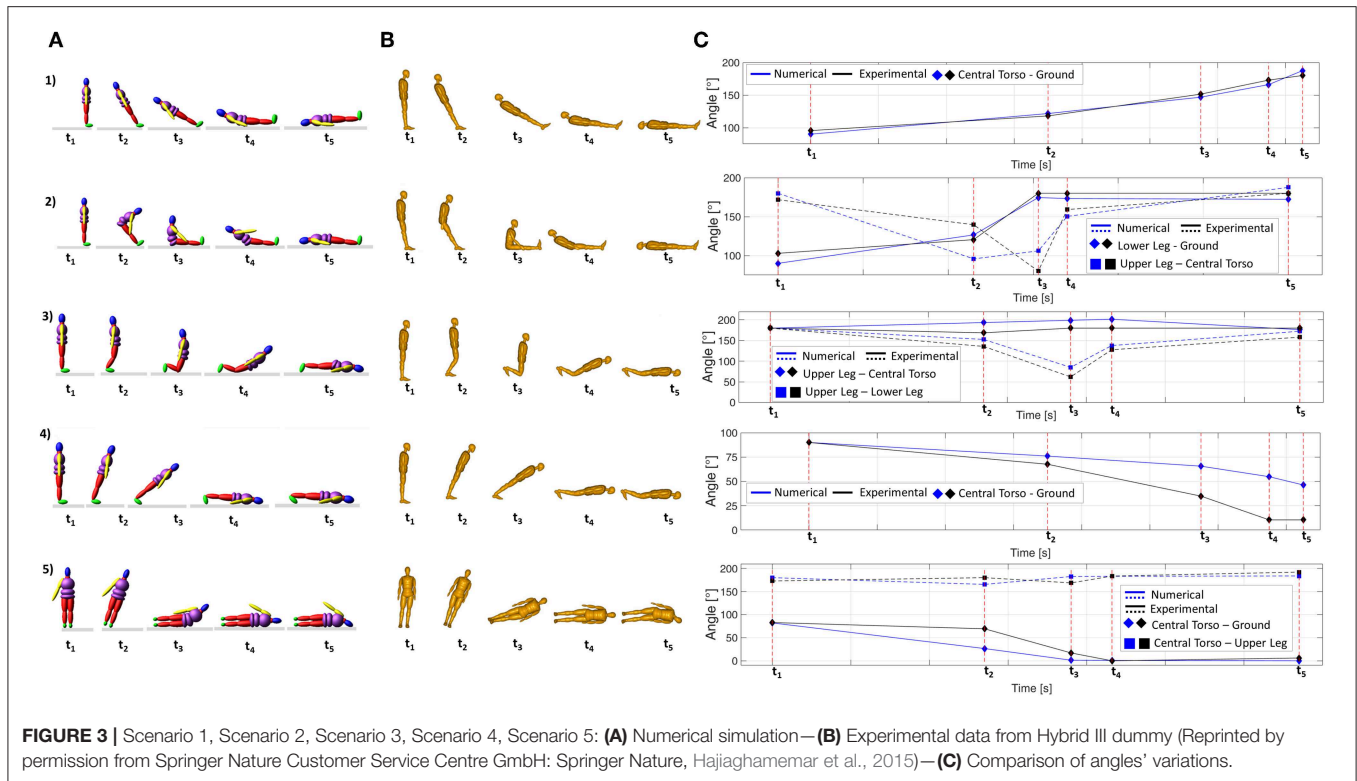 A
B
C
1)
t1 t2 t3 t4 t5
t1 t2 t3 t4 t5
200
150
100
Angle [°]
Numerical Experimental Central Torso - Ground
t1 t2 t3 t4 t5
Time [s]
2)
t1 t2 t3 t4 t5
t1 t2 t3 t4 t5
200
150
100
Angle [°]
Numerical Experimental
Lower Leg - Ground
Upper Leg – Central Torso
t1 t2 t3 t4 t5
Time [s]
3)
t1 t2 t3 t4 t5
t1 t2 t3 t4 t5
200
150
100
50
0
Angle [°]
Numerical Experimental
Upper Leg – Central Torso
Upper Leg – Lower Leg
t1 t2 t3 t4 t5
Time [s]
4)
t1 t2 t3 t4 t5
t1 t2 t3 t4 t5
100
75
50
25
0
Angle [°]
Numerical Experimental Central Torso - Ground
t1 t2 t3 t4 t5
Time [s]
5)
t1 t2 t3 t4 t5
t1 t2 t3 t4 t5
200
150
100
50
0
Angle [°]
Numerical
Experimental
Central Torso – Ground
Central Torso – Upper Leg
t1 t2 t3 t4 t5
Time [s]
FIGURE 3 | Scenario 1, Scenario 2, Scenario 3, Scenario 4, Scenario 5: (A) Numerical simulation—(B) Experimental data from Hybrid III dummy (Reprinted by
permission from Springer Nature Customer Service Centre GmbH: Springer Nature, Hajiaghamemar et al., 2015)—(C) Comparison of angles' variations.